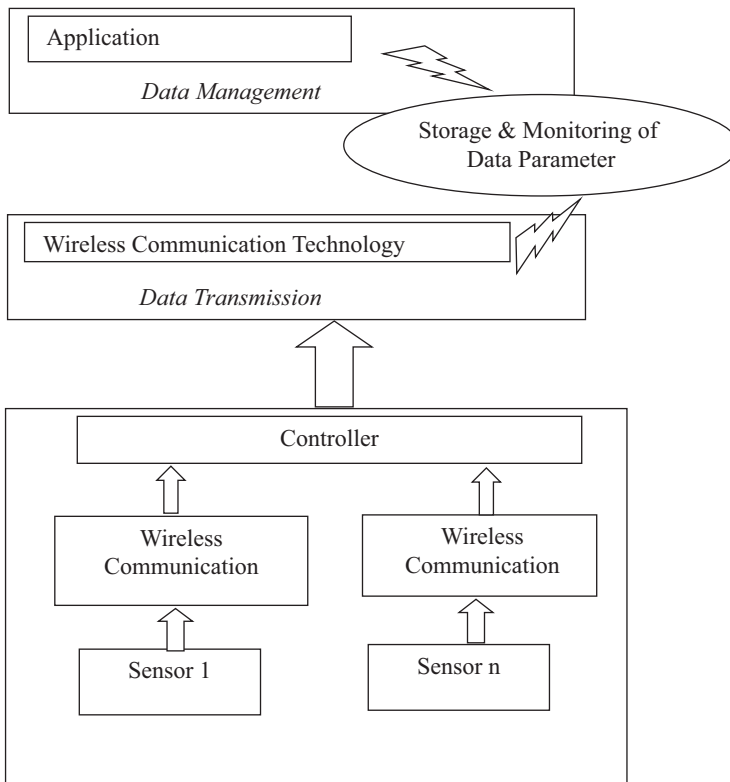 Application
Data Management
Storage & Monitoring of
Data Parameter
Wireless Communication Technology
Data Transmission
Controller
Wireless
Communication
Wireless
Communication
Sensor 1
Sensor n